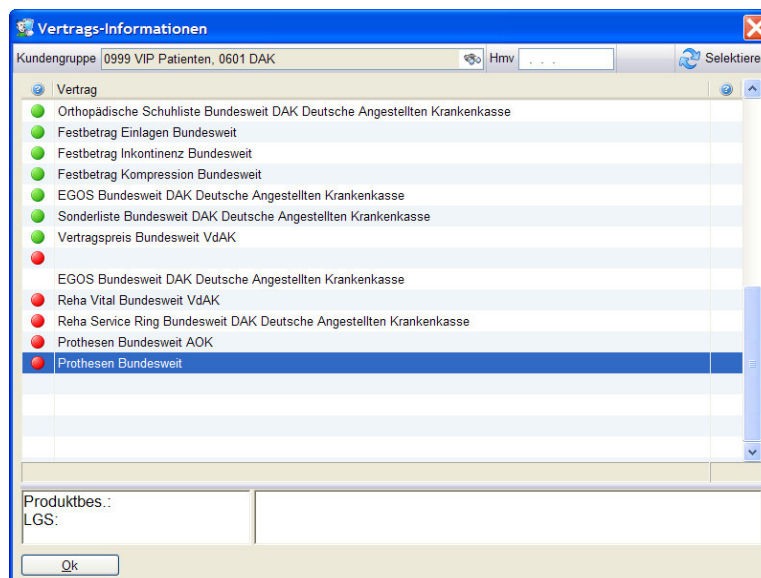 Vertrags-Informationen
Kundengruppe 0999 VIP Patienten, 0601 DAK Hmv . . . Selektiere
Vertrag
Orthopädische Schuhliste Bundesweit DAK Deutsche Angestellten Krankenkasse
Festbetrag Einlagen Bundesweit
Festbetrag Inkontinenz Bundesweit
Festbetrag Kompression Bundesweit
EGOS Bundesweit DAK Deutsche Angestellten Krankenkasse
Sonderliste Bundesweit DAK Deutsche Angestellten Krankenkasse
Vertragspreis Bundesweit VdAK
EGOS Bundesweit DAK Deutsche Angestellten Krankenkasse
Reha Vital Bundesweit VdAK
Reha Service Ring Bundesweit DAK Deutsche Angestellten Krankenkasse
Prothesen Bundesweit AOK
Prothesen Bundesweit
Produktbes.:
LGS:
Ok